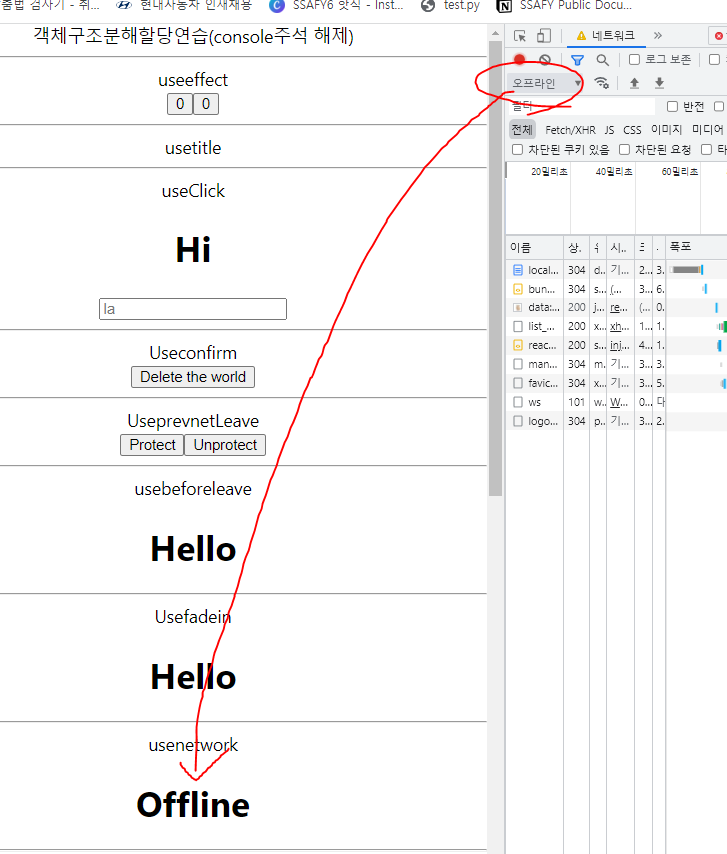 춤법 검사기 - 취... 현대자동차 인재채용 SSAFY6 핫식 - Inst... test.py SSAFY Public Docu...
객체구조분해할당연습(console주석 해제)
useeffect
0 0
usetitle
useClick
Hi
la
Useconfirm
Delete the world
UseprevnetLeave
Protect Unprotect
usebeforeleave
Hello
Usefadein
Hello
usenetwork
Offline
네트워크
로그 보존
오프라인
필터 반전
전체 Fetch/XHR JS CSS 이미지 미디어
차단된 쿠키 있음 차단된 요청 타
20밀리초 40밀리초 60밀리초
이름 상. 시.. 폭포
local... 304 d.. 기... 2... 3.
bun... 304 s... (... 3... 6.
data:... 200 j... re... (... 0.
list_... 200 x... xh... 1... 1.
reac... 200 s... inj... 4... 1.
man... 304 m. 기... 3... 3.
favic... 304 x... 기... 3... 5.
ws 101 w.. W... 0... 다
logo... 304 p.. 기... 3... 2.